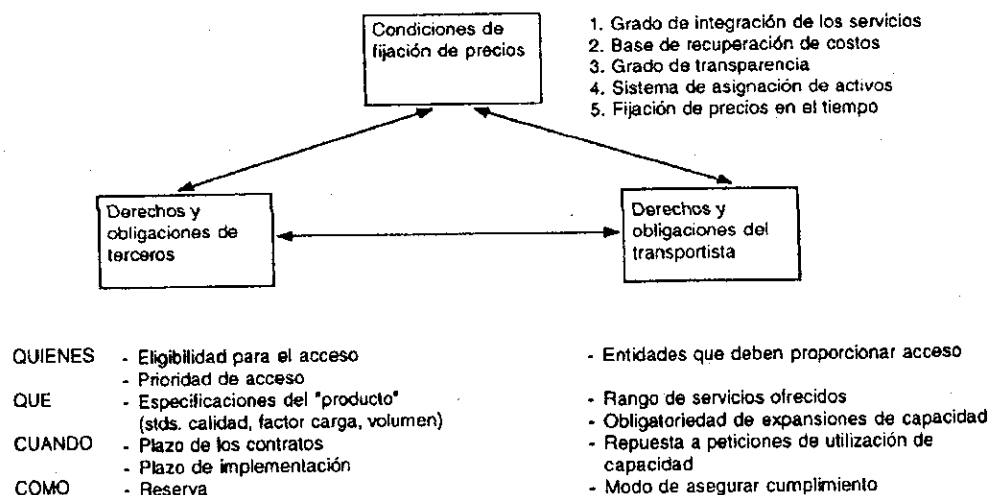 Condiciones de
fijación de precios
1. Grado de integración de los servicios
2. Base de recuperación de costos
3. Grado de transparencia
4. Sistema de asignación de activos
5. Fijación de precios en el tiempo
Derechos y
obligaciones de
terceros
Derechos y
obligaciones del
transportista
QUIENES - Eligibilidad para el acceso - Entidades que deben proporcionar acceso
- Prioridad de acceso
QUE - Especificaciones del "producto" - Rango de servicios ofrecidos
(stds. calidad, factor carga, volumen) - Obligatoriedad de expansiones de capacidad
CUANDO - Plazo de los contratos - Repuesta a peticiones de utilización de
- Plazo de implementación capacidad
COMO - Reserva - Modo de asegurar cumplimiento